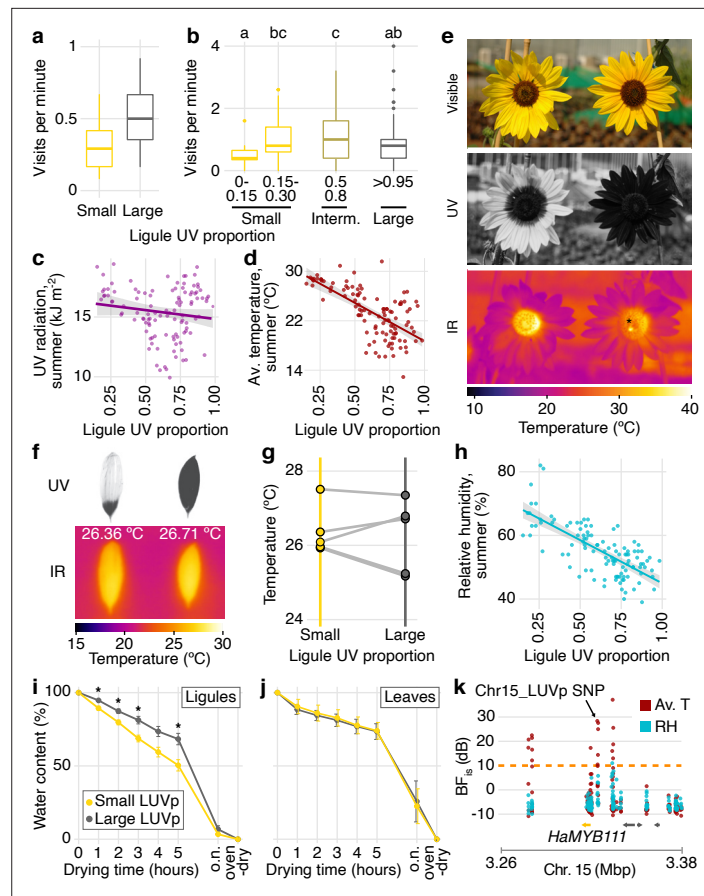 a
Visits per minute
1
0.5
0
Small Large
b
Visits per minute
4
2
0
a bc c ab
0-
0.15
0.15-
0.30
0.5
0.8
>0.95
Small Interm. Large
Ligule UV proportion
c
UV radiation,
summer (kJ m-2)
15
10
0.25 0.50 0.75 1.00
Ligule UV proportion
d
Av. temperature,
summer (ºC)
30
22
14
0.25 0.50 0.75 1.00
Ligule UV proportion
e
Visible
UV
IR
*
10 20 30 40
Temperature (ºC)
f
UV
IR
26.36 ºC 26.71 ºC
15 20 25 30
Temperature (ºC)
g
Temperature (ºC)
28
26
24
Small Large
Ligule UV proportion
h
Relative humidity,
summer (%)
80
60
40
0.25 0.50 0.75 1.00
Ligule UV proportion
i
Ligules
Water content (%)
100
50
0
* * * *
Small LUVp
Large LUVp
0 1 2 3 4 5 o.n. oven
-dry
Drying time (hours)
j
Leaves
0 1 2 3 4 5 o.n. oven
-dry
Drying time (hours)
k
Chr15_LUVp SNP
Av. T
RH
BFis (dB)
30
20
10
0
-10
HaMYB111
3.26 3.38
Chr. 15 (Mbp)